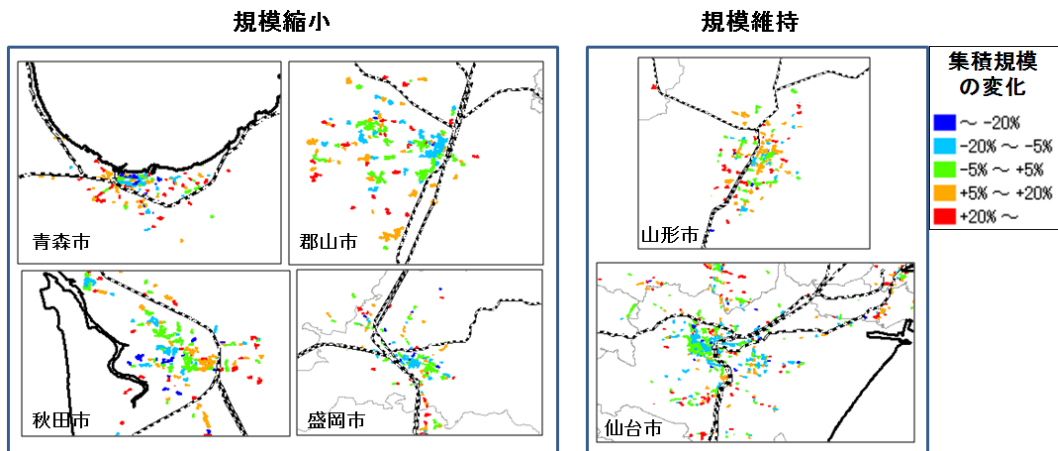 規模縮小
規模維持
青森市
郡山市
秋田市
盛岡市
山形市
仙台市
集積規模
の変化
～ -20%
-20% ～ -5%
-5% ～ +5%
+5% ～ +20%
+20% ～